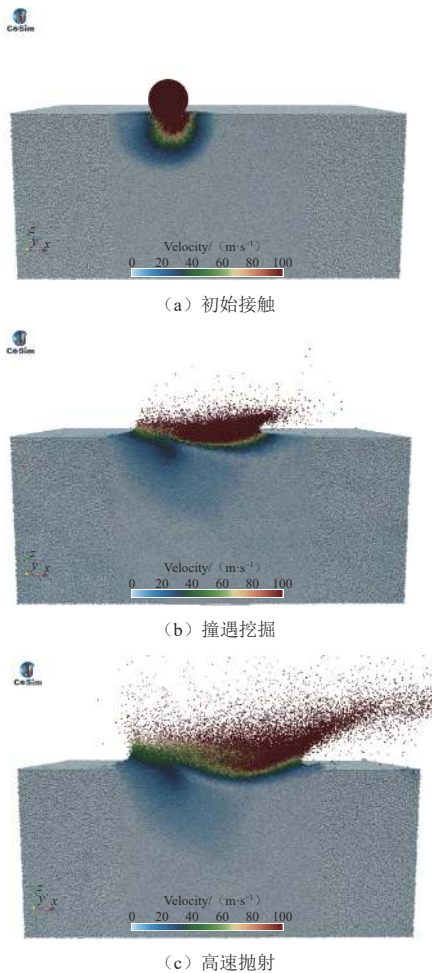 CoSim
z
y x
Velocity/（m·s⁻¹）
0 20 40 60 80 100
（a）初始接触
CoSim
z
y x
Velocity/（m·s⁻¹）
0 20 40 60 80 100
（b）撞遇挖掘
CoSim
z
y x
Velocity/（m·s⁻¹）
0 20 40 60 80 100
（c）高速抛射